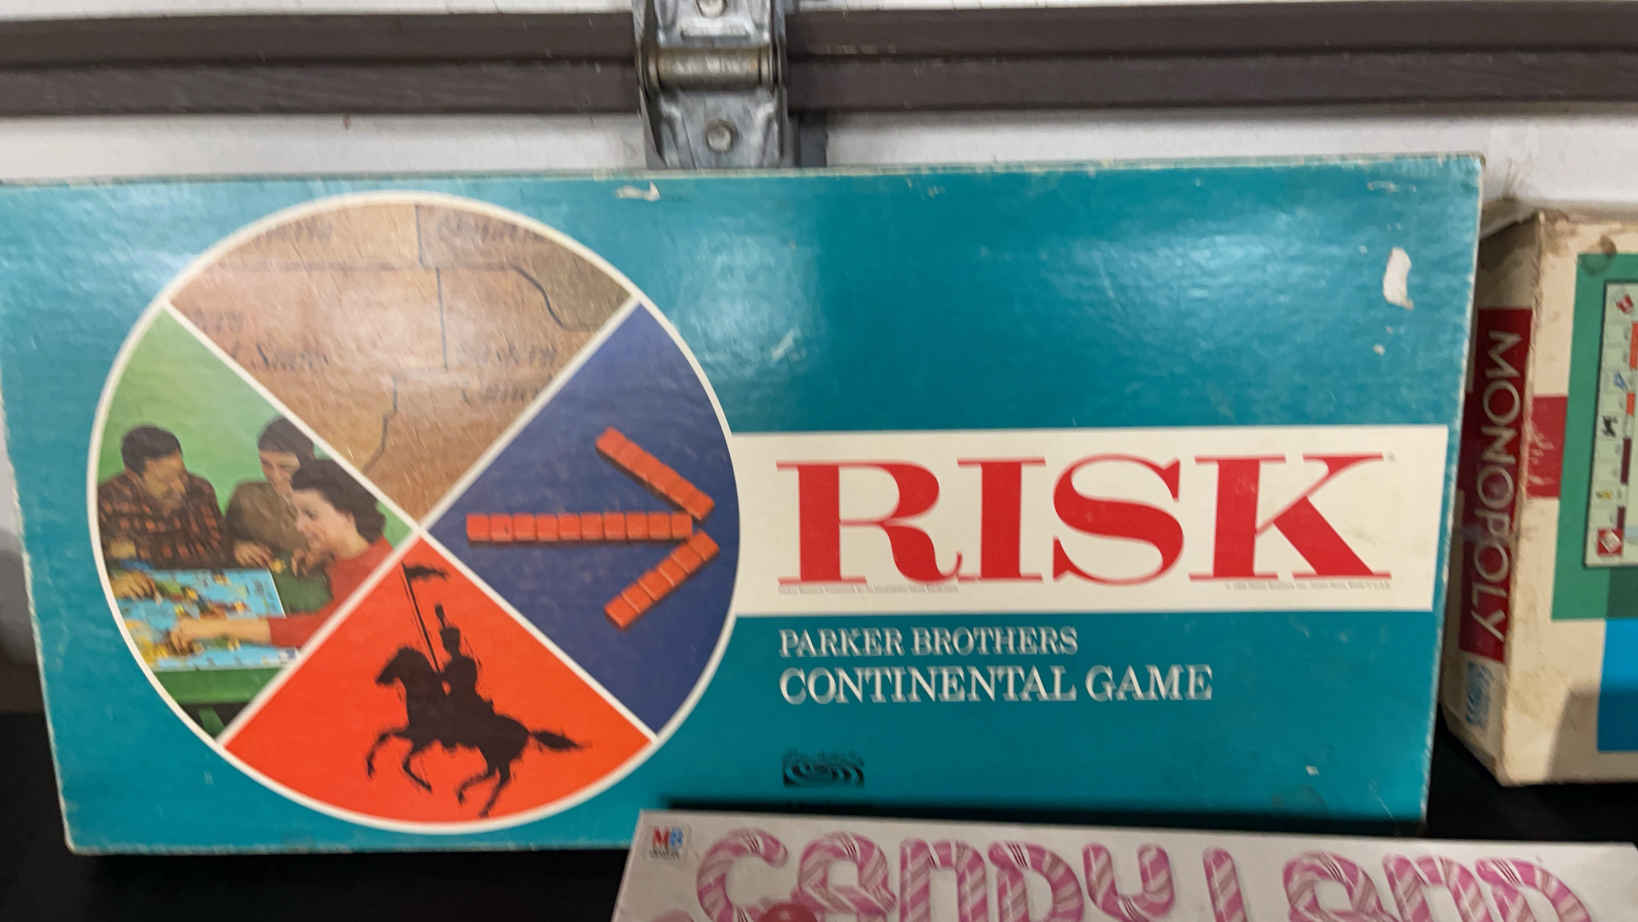 RISK
PARKER BROTHERS
CONTINENTAL GAME
MONOPOLY
MB
CANDY LAND